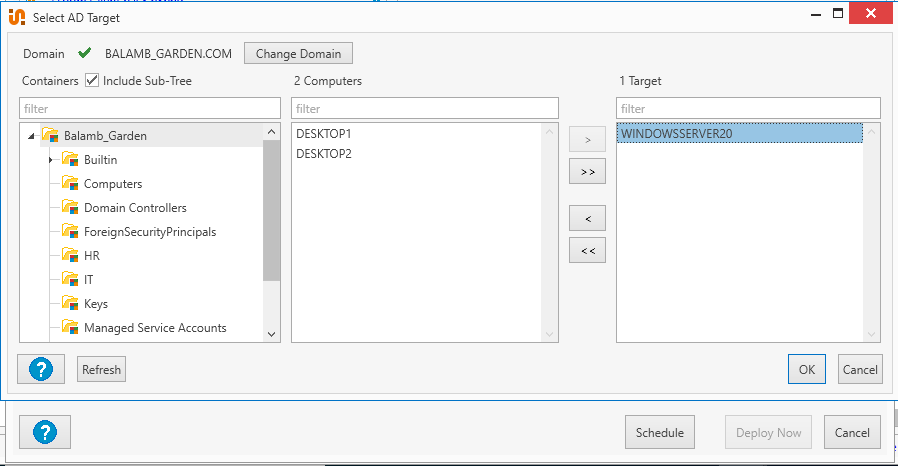 Select AD Target
Domain BALAMB_GARDEN.COM Change Domain
Containers Include Sub-Tree 2 Computers 1 Target
filter filter filter
Balamb_Garden
Builtin
Computers
Domain Controllers
ForeignSecurityPrincipals
HR
IT
Keys
Managed Service Accounts
DESKTOP1
DESKTOP2
>
>>
<
<<
WINDOWSSERVER20
? Refresh OK Cancel
? Schedule Deploy Now Cancel